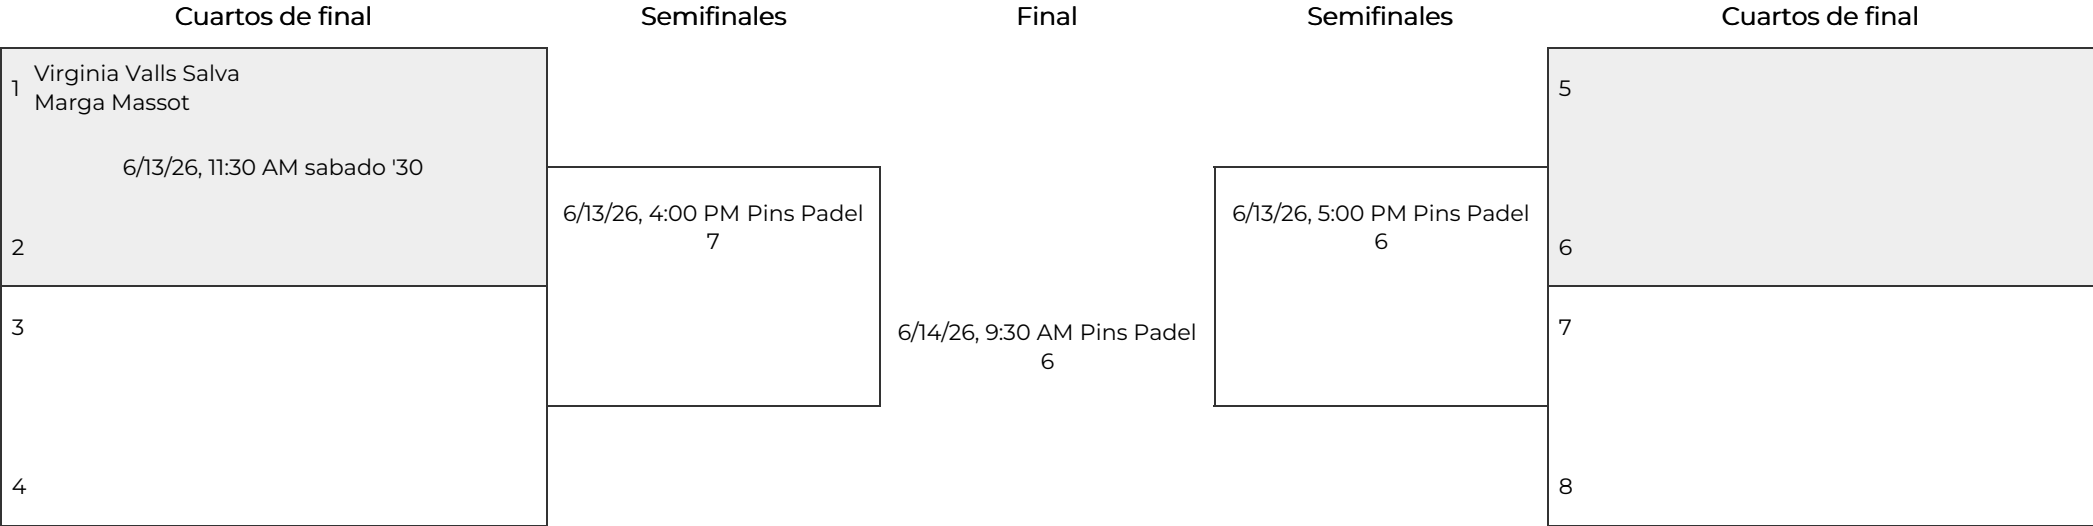 Cuartos de final
Semifinales
Final
Semifinales
Cuartos de final
1
Virginia Valls Salva
Marga Massot
6/13/26, 11:30 AM sabado '30
2
3
4
6/13/26, 4:00 PM Pins Padel
7
6/14/26, 9:30 AM Pins Padel
6
6/13/26, 5:00 PM Pins Padel
6
5
6
7
8